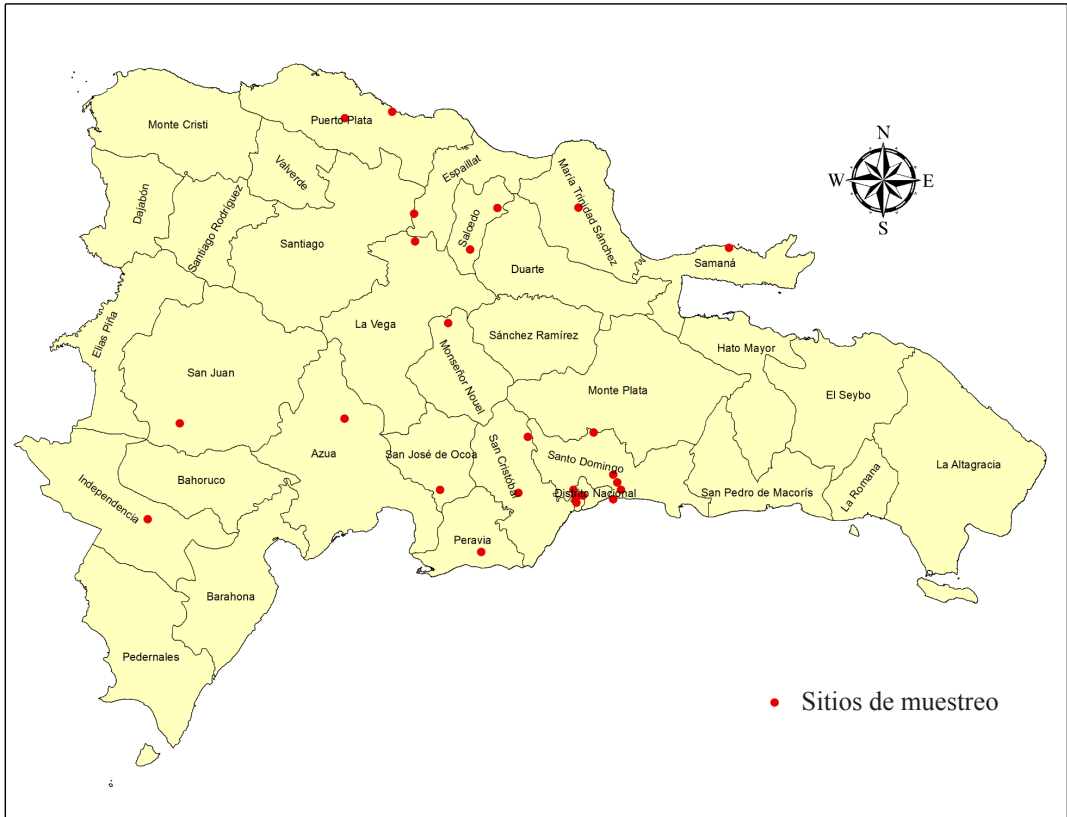 Monte Cristi
Puerto Plata
Valverde
Espaillat
María Trinidad Sánchez
N
W
E
S
Dajabón
Santiago Rodríguez
Santiago
Salcedo
Duarte
Samaná
Elias Piña
La Vega
Sánchez Ramírez
Hato Mayor
San Juan
Monseñor Nouel
Monte Plata
El Seybo
Azua
San José de Ocoa
San Cristóbal
Santo Domingo
La Altagracia
Bahoruco
Independencia
Distrito Nacional
San Pedro de Macorís
La Romana
Peravia
Barahona
Pedernales
Sitios de muestreo